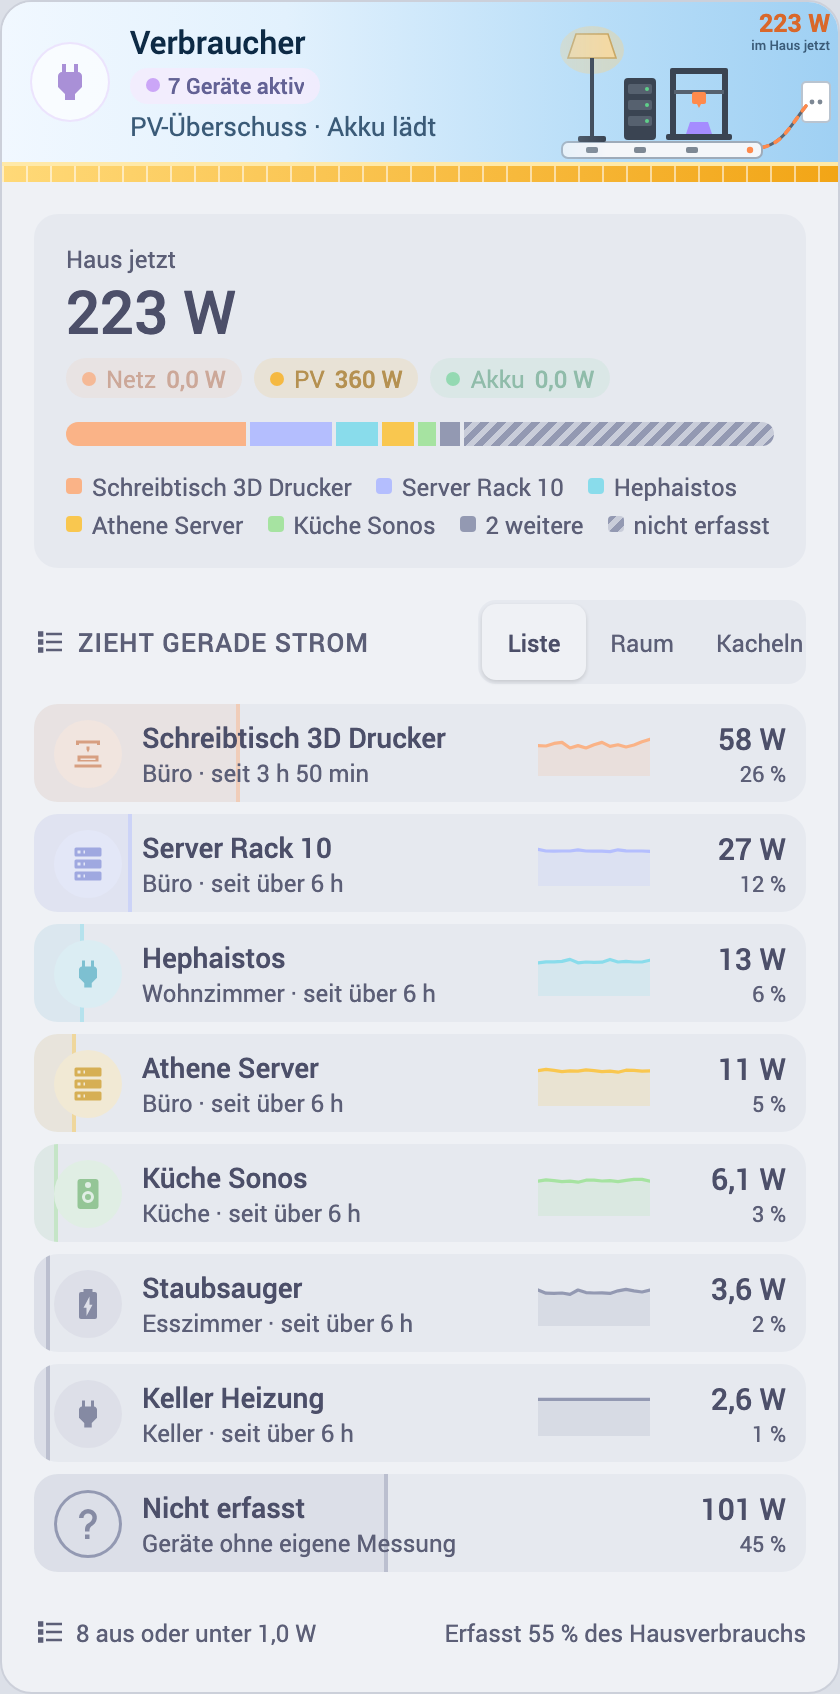 Verbraucher
7 Geräte aktiv
PV-Überschuss · Akku lädt
223 W
im Haus jetzt
Haus jetzt
223 W
Netz 0,0 W PV 360 W Akku 0,0 W
Schreibtisch 3D Drucker Server Rack 10 Hephaistos
Athene Server Küche Sonos 2 weitere nicht erfasst
ZIEHT GERADE STROM Liste Raum Kacheln
Schreibtisch 3D Drucker 58 W
Büro · seit 3 h 50 min 26 %
Server Rack 10 27 W
Büro · seit über 6 h 12 %
Hephaistos 13 W
Wohnzimmer · seit über 6 h 6 %
Athene Server 11 W
Büro · seit über 6 h 5 %
Küche Sonos 6,1 W
Küche · seit über 6 h 3 %
Staubsauger 3,6 W
Esszimmer · seit über 6 h 2 %
Keller Heizung 2,6 W
Keller · seit über 6 h 1 %
? Nicht erfasst 101 W
Geräte ohne eigene Messung 45 %
8 aus oder unter 1,0 W Erfasst 55 % des Hausverbrauchs